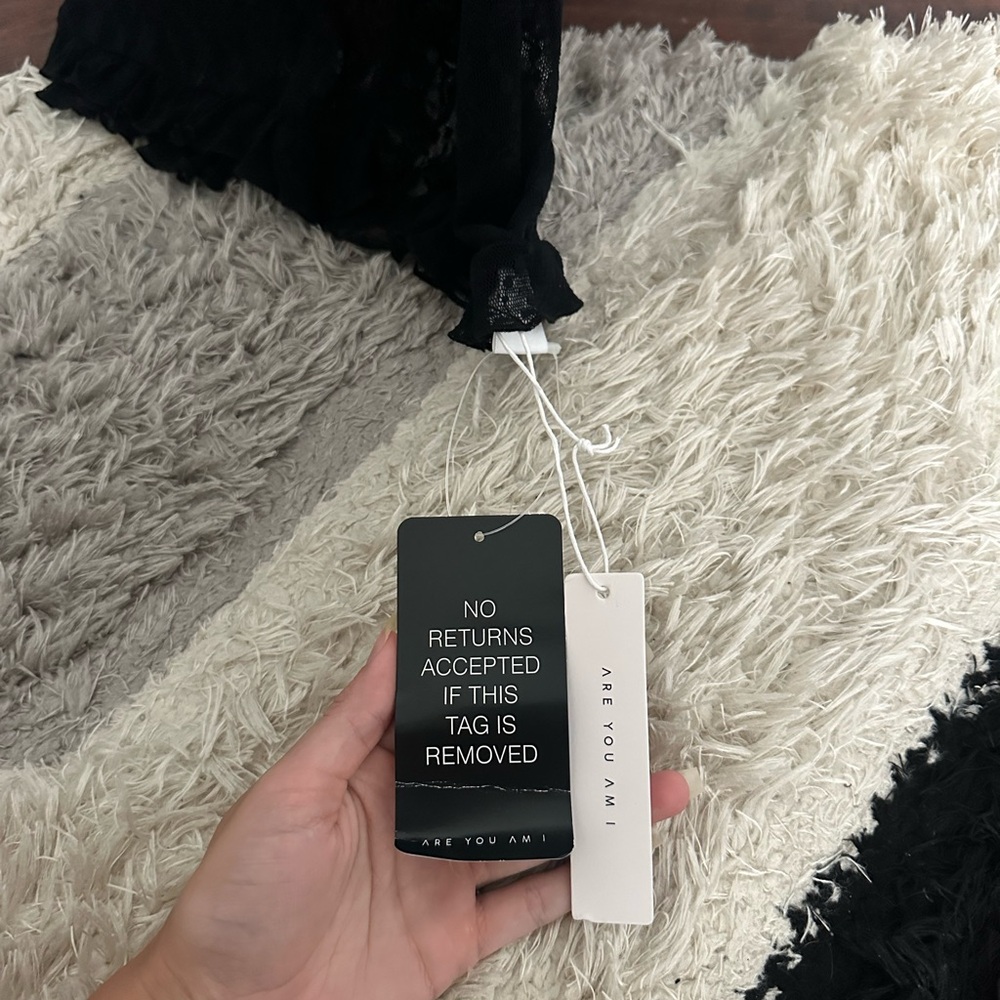 NO
RETURNS
ACCEPTED
IF THIS
TAG IS
REMOVED
ARE YOU AM I
ARE YOU AM I